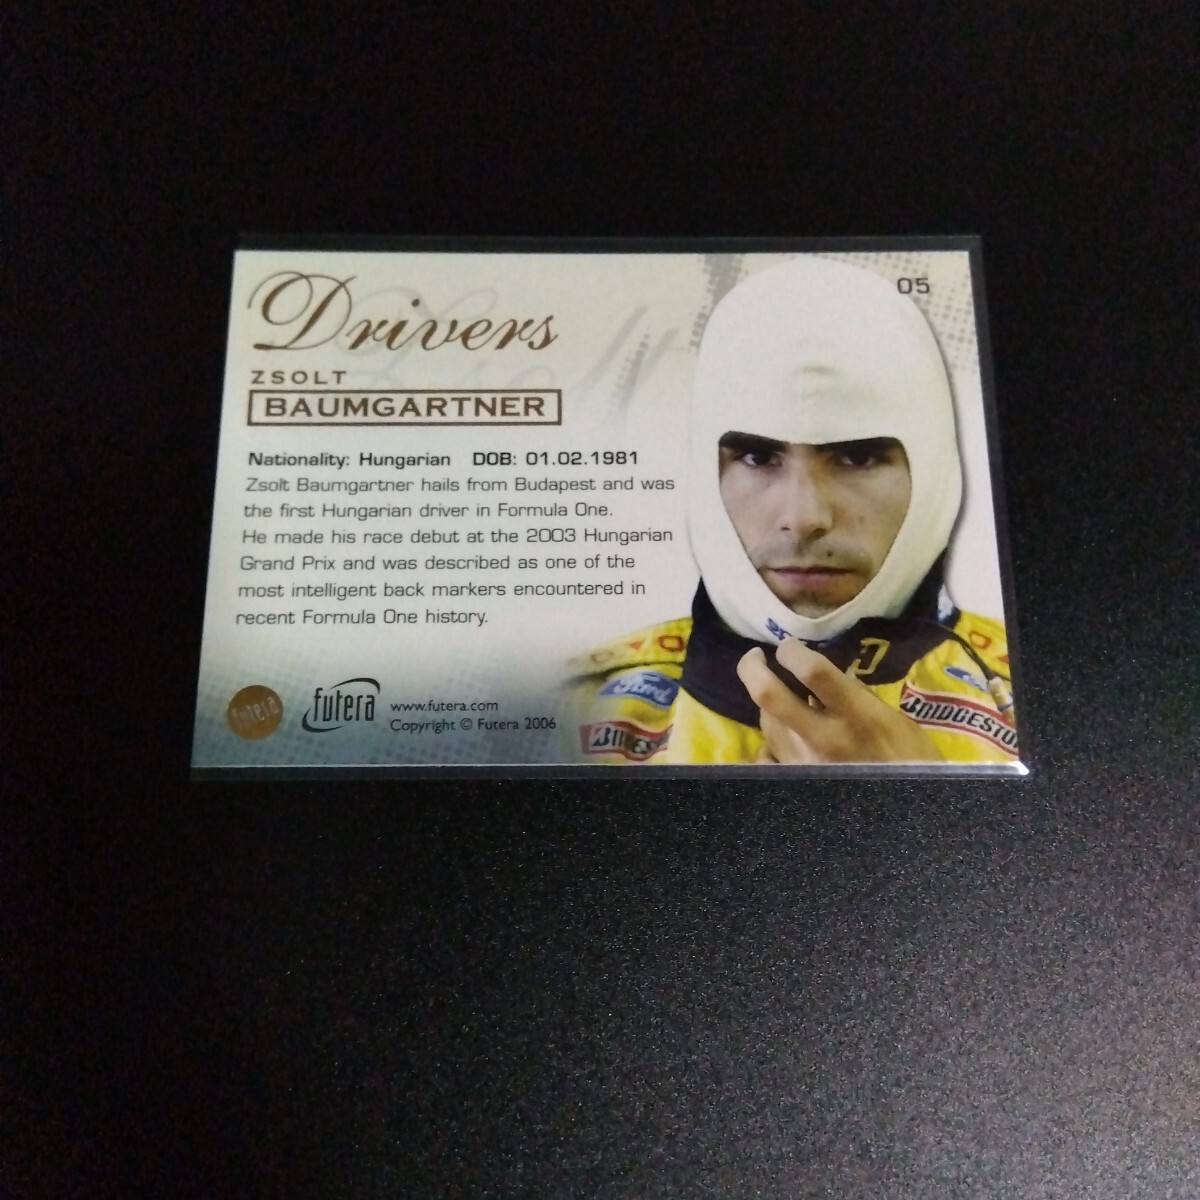 Drivers
05
ZSOLT
BAUMGARTNER
Nationality: Hungarian DOB: 01.02.1981
Zsolt Baumgartner hails from Budapest and was
the first Hungarian driver in Formula One.
He made his race debut at the 2003 Hungarian
Grand Prix and was described as one of the
most intelligent back markers encountered in
recent Formula One history.
futera
futera
www.futera.com
Copyright © Futera 2006
Ford
BRIDGESTO